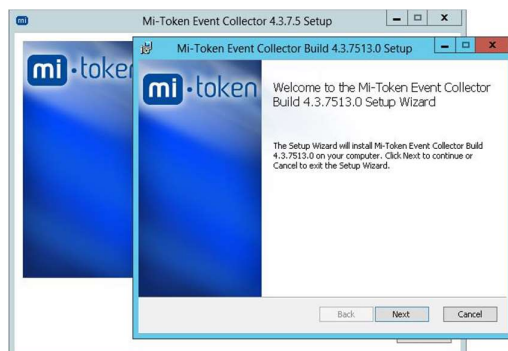 mi
Mi-Token Event Collector 4.3.7.5 Setup
mi·token
Mi-Token Event Collector Build 4.3.7513.0 Setup
mi·token
Welcome to the Mi-Token Event Collector
Build 4.3.7513.0 Setup Wizard
The Setup Wizard will install Mi-Token Event Collector Build
4.3.7513.0 on your computer. Click Next to continue or
Cancel to exit the Setup Wizard.
Back
Next
Cancel